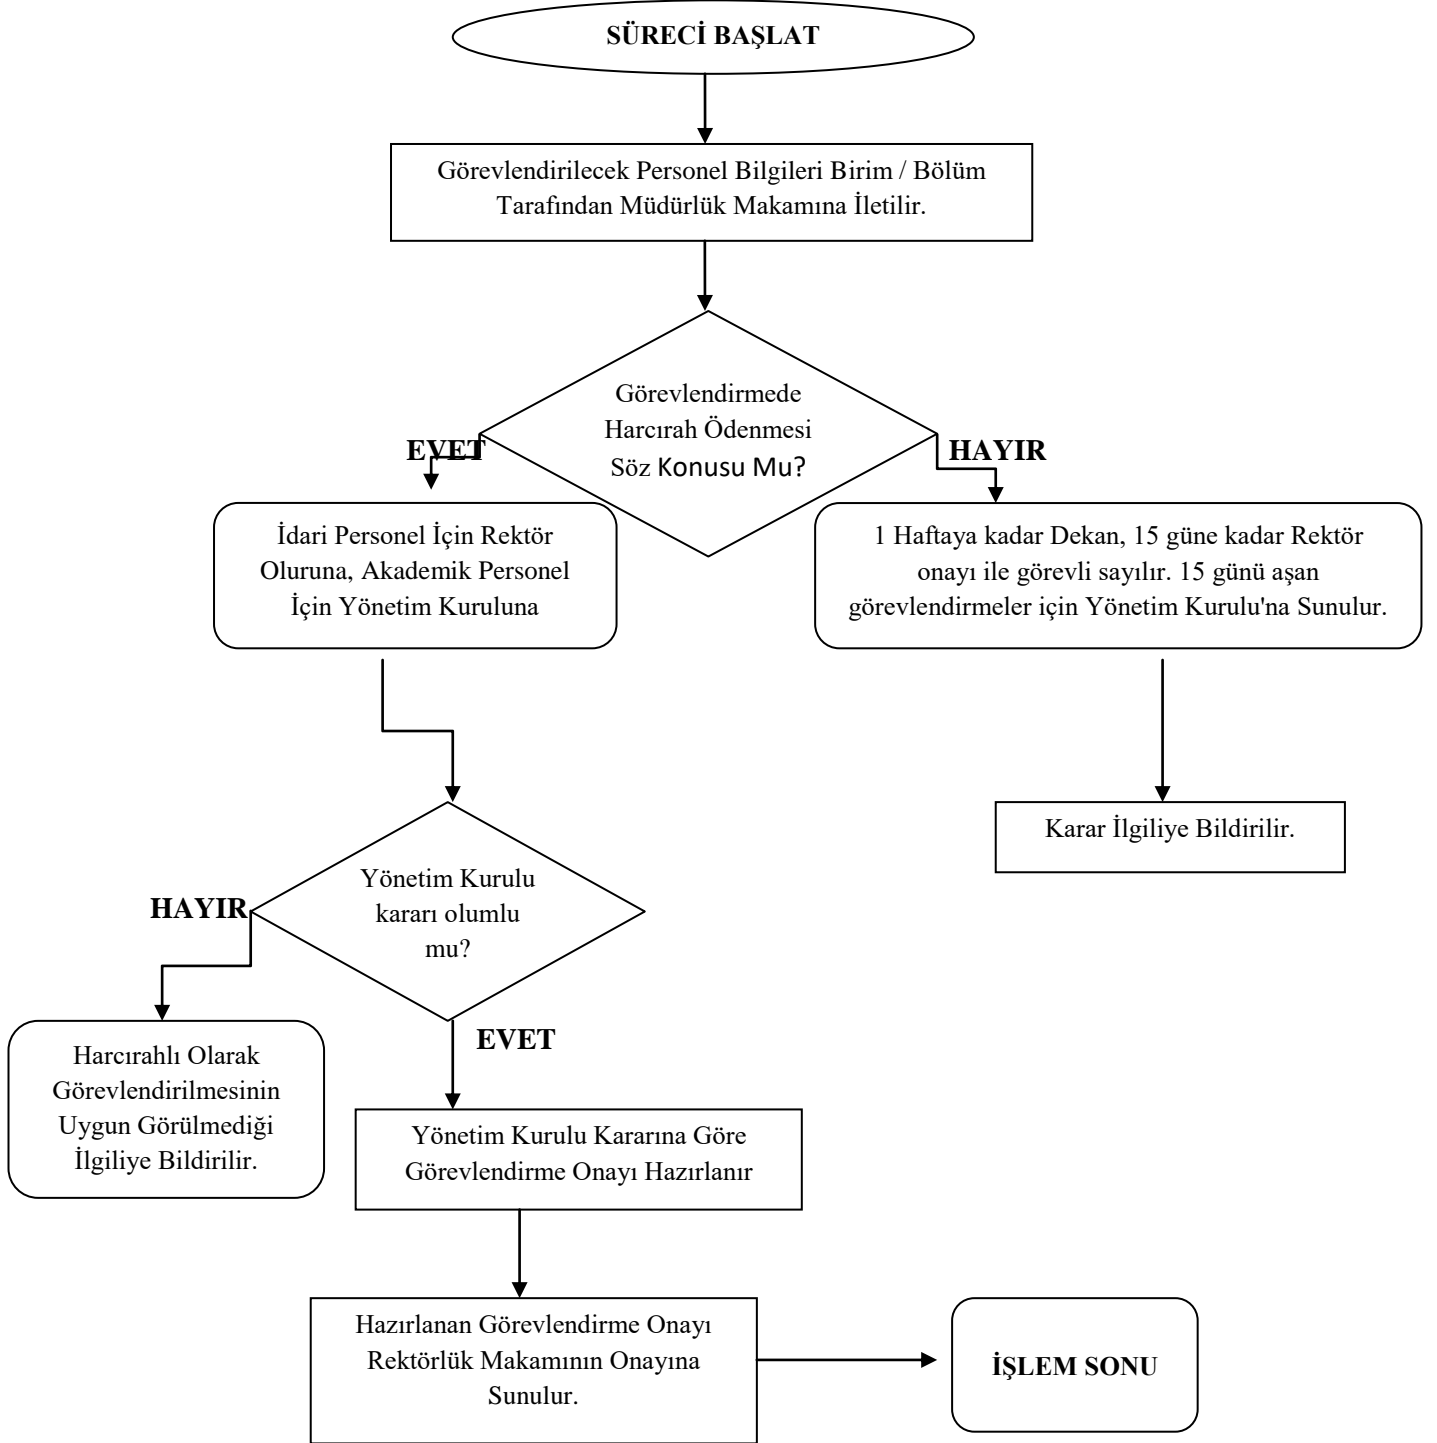 SÜRECİ BAŞLAT
Görevlendirilecek Personel Bilgileri Birim / Bölüm
Tarafından Müdürlük Makamına İletilir.
Görevlendirmede
Harcırah Ödenmesi
Söz Konusu Mu?
EVET
HAYIR
İdari Personel İçin Rektör
Oluruna, Akademik Personel
İçin Yönetim Kuruluna
1 Haftaya kadar Dekan, 15 güne kadar Rektör
onayı ile görevli sayılır. 15 günü aşan
görevlendirmeler için Yönetim Kurulu'na Sunulur.
Karar İlgiliye Bildirilir.
Yönetim Kurulu
kararı olumlu
mu?
HAYIR
EVET
Harcırahlı Olarak
Görevlendirilmesinin
Uygun Görülmediği
İlgiliye Bildirilir.
Yönetim Kurulu Kararına Göre
Görevlendirme Onayı Hazırlanır
Hazırlanan Görevlendirme Onayı
Rektörlük Makamının Onayına
Sunulur.
İŞLEM SONU